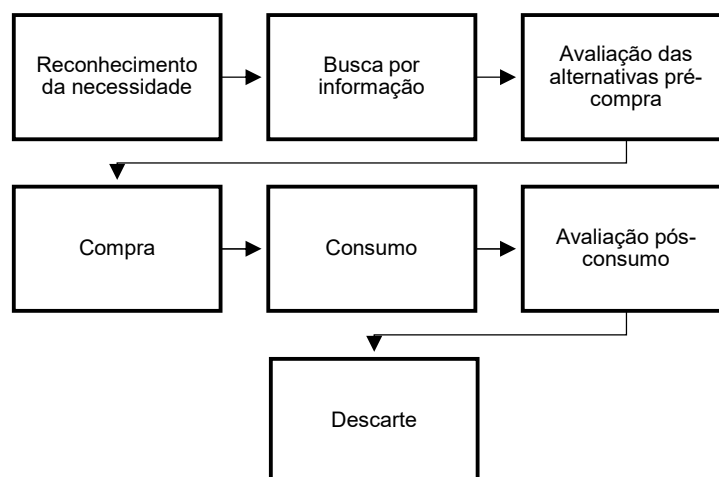 Reconhecimento
da necessidade
Busca por
informação
Avaliação das
alternativas pré-
compra
Compra
Consumo
Avaliação pós-
consumo
Descarte